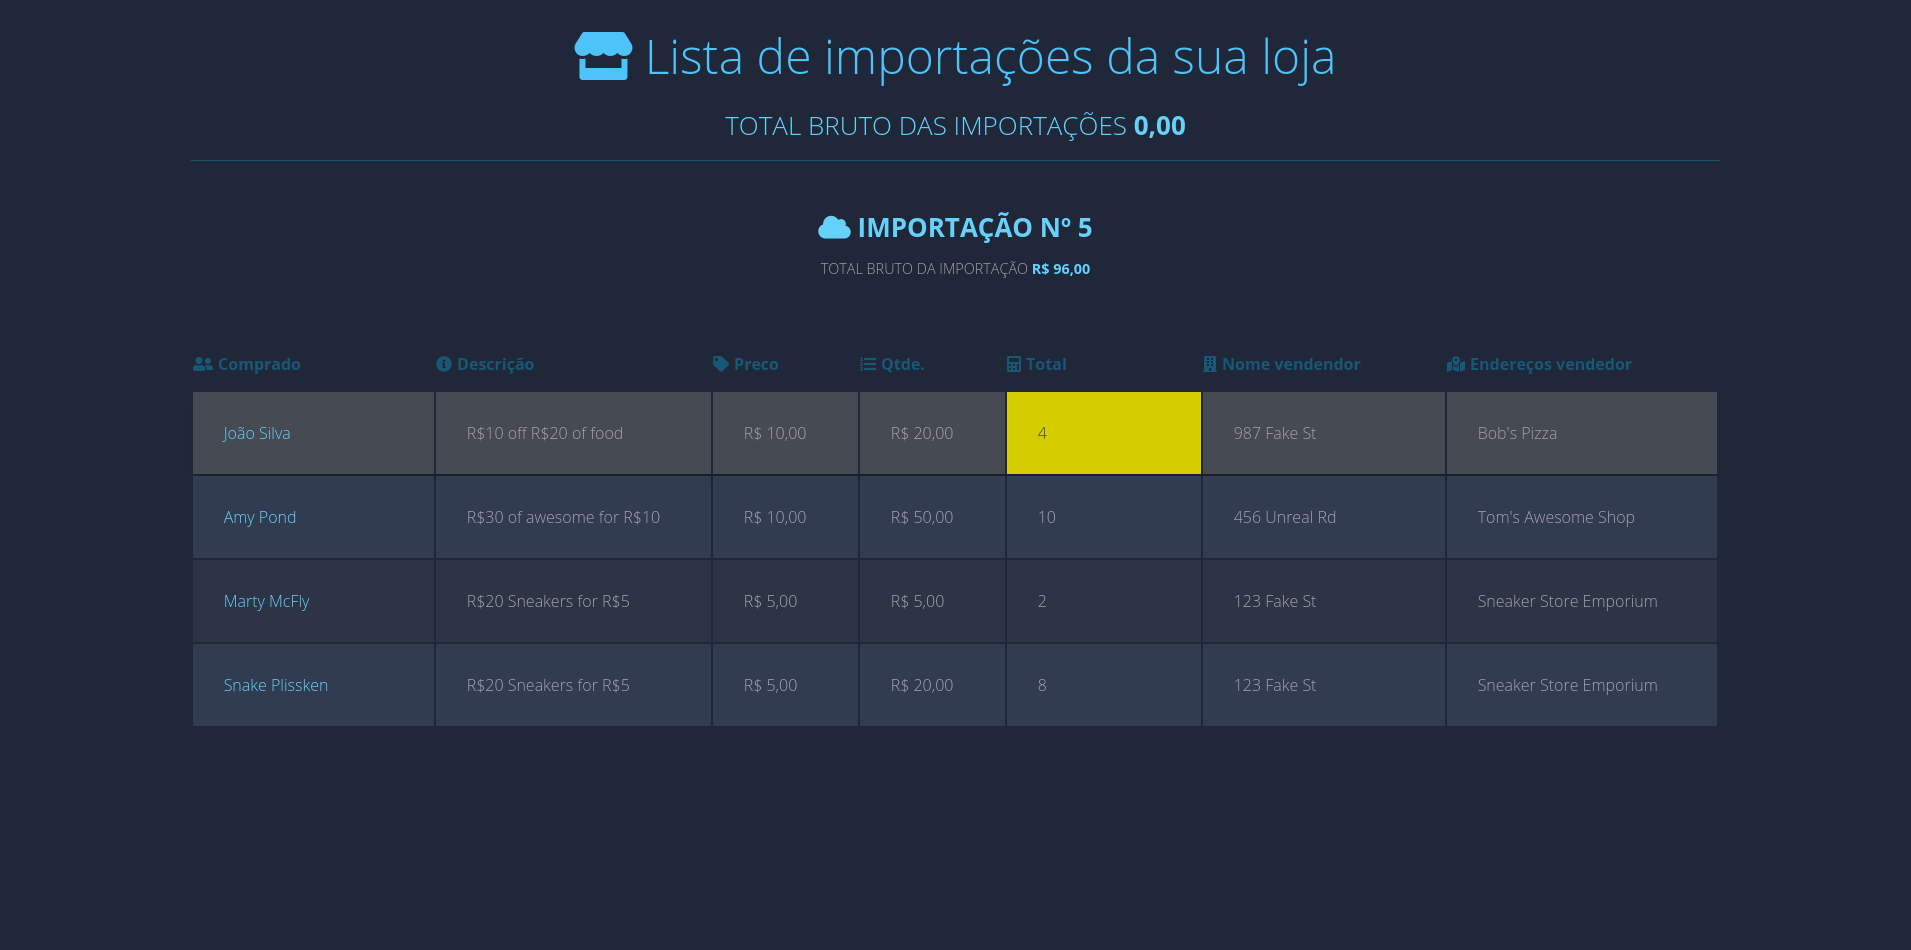 Lista de importações da sua loja
TOTAL BRUTO DAS IMPORTAÇÕES 0,00
IMPORTAÇÃO Nº 5
TOTAL BRUTO DA IMPORTAÇÃO R$ 96,00
Comprado Descrição Preco Qtde. Total Nome vendendor Endereços vendedor
João Silva R$10 off R$20 of food R$ 10,00 R$ 20,00 4 987 Fake St Bob's Pizza
Amy Pond R$30 of awesome for R$10 R$ 10,00 R$ 50,00 10 456 Unreal Rd Tom's Awesome Shop
Marty McFly R$20 Sneakers for R$5 R$ 5,00 R$ 5,00 2 123 Fake St Sneaker Store Emporium
Snake Plissken R$20 Sneakers for R$5 R$ 5,00 R$ 20,00 8 123 Fake St Sneaker Store Emporium